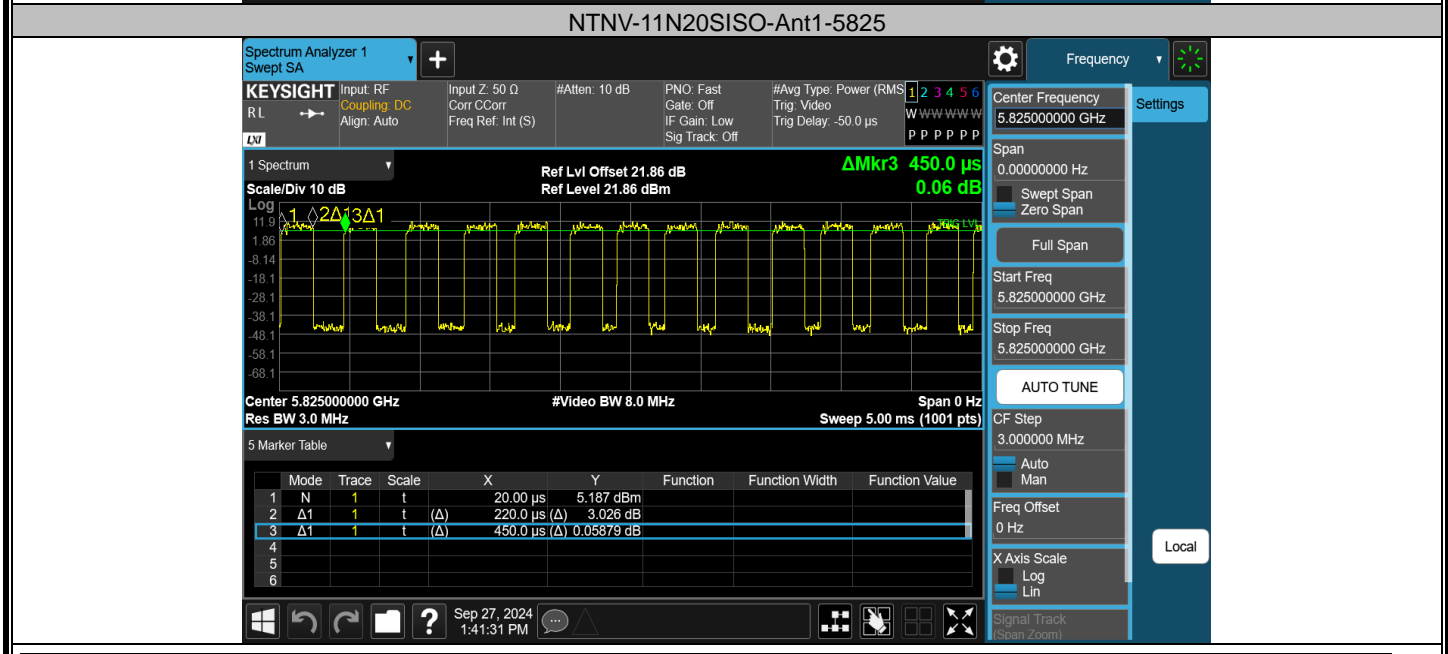 NTNV-11N20SISO-Ant1-5825
Spectrum Analyzer 1
Swept SA
Frequency
KEYSIGHT
R L
LXI
Input: RF
Coupling: DC
Align: Auto
Input Z: 50 Ω
Corr CCorr
Freq Ref: Int (S)
#Atten: 10 dB
PNO: Fast
Gate: Off
IF Gain: Low
Sig Track: Off
#Avg Type: Power (RMS
Trig: Video
Trig Delay: -50.0 µs
1 2 3 4 5 6
W W W W W W
P P P P P P
1 Spectrum
Scale/Div 10 dB
Ref Lvl Offset 21.86 dB
Ref Level 21.86 dBm
ΔMkr3 450.0 µs
0.06 dB
Log
1 2Δ13Δ1
TRIG LVL
11.9
1.86
-8.14
-18.1
-28.1
-38.1
-48.1
-58.1
-68.1
Center 5.825000000 GHz
#Video BW 8.0 MHz
Span 0 Hz
Res BW 3.0 MHz
Sweep 5.00 ms (1001 pts)
5 Marker Table
Mode Trace Scale X Y Function Function Width Function Value
1 N 1 t 20.00 µs 5.187 dBm
2 Δ1 1 t (Δ) 220.0 µs (Δ) 3.026 dB
3 Δ1 1 t (Δ) 450.0 µs (Δ) 0.05879 dB
4
5
6
?
Sep 27, 2024
1:41:31 PM
Center Frequency
5.825000000 GHz
Span
0.00000000 Hz
Swept Span
Zero Span
Full Span
Start Freq
5.825000000 GHz
Stop Freq
5.825000000 GHz
AUTO TUNE
CF Step
3.000000 MHz
Auto
Man
Freq Offset
0 Hz
X Axis Scale
Log
Lin
Signal Track
(Span Zoom)
Settings
Local